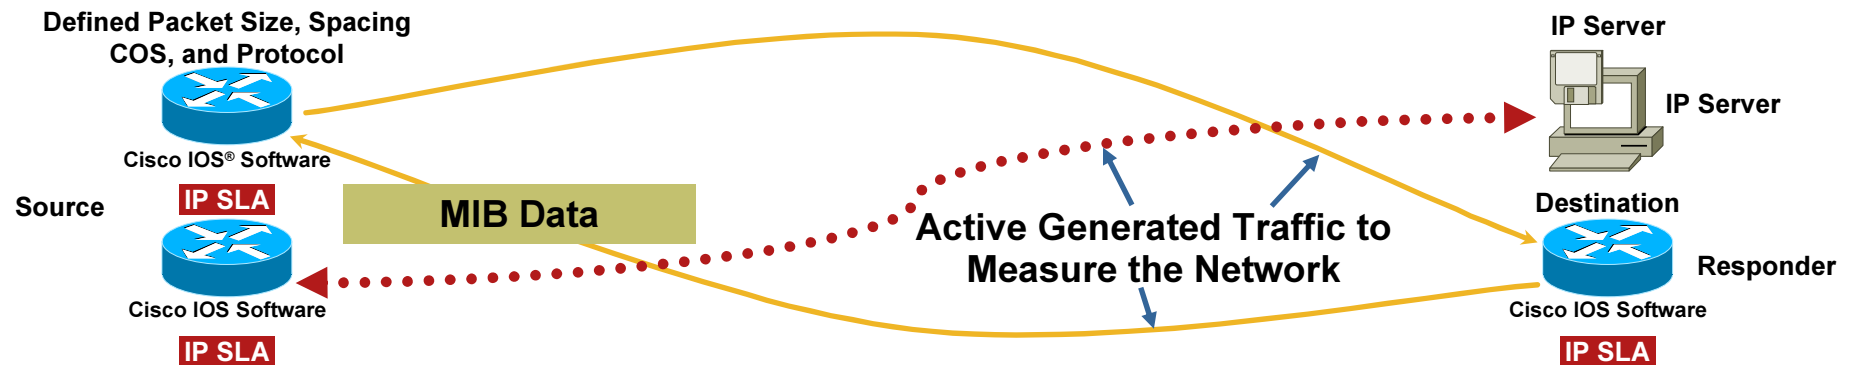 Defined Packet Size, Spacing
COS, and Protocol
Cisco IOS® Software
IP SLA
Source
Cisco IOS Software
IP SLA
MIB Data
Active Generated Traffic to
Measure the Network
IP Server
IP Server
Destination
Responder
Cisco IOS Software
IP SLA